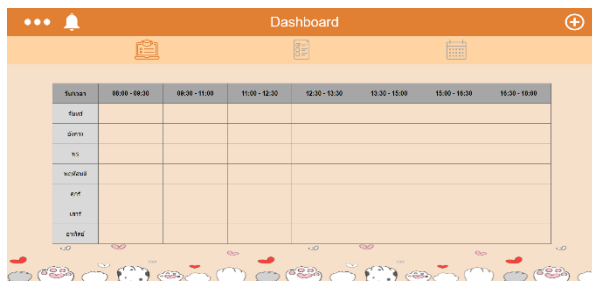 Dashboard
วัน/เวลา 08:00 - 09:30 09:30 - 11:00 11:00 - 12:30 12:30 - 13:30 13:30 - 15:00 15:00 - 16:30 16:30 - 18:00
จันทร์
อังคาร
พุธ
พฤหัสบดี
ศุกร์
เสาร์
อาทิตย์